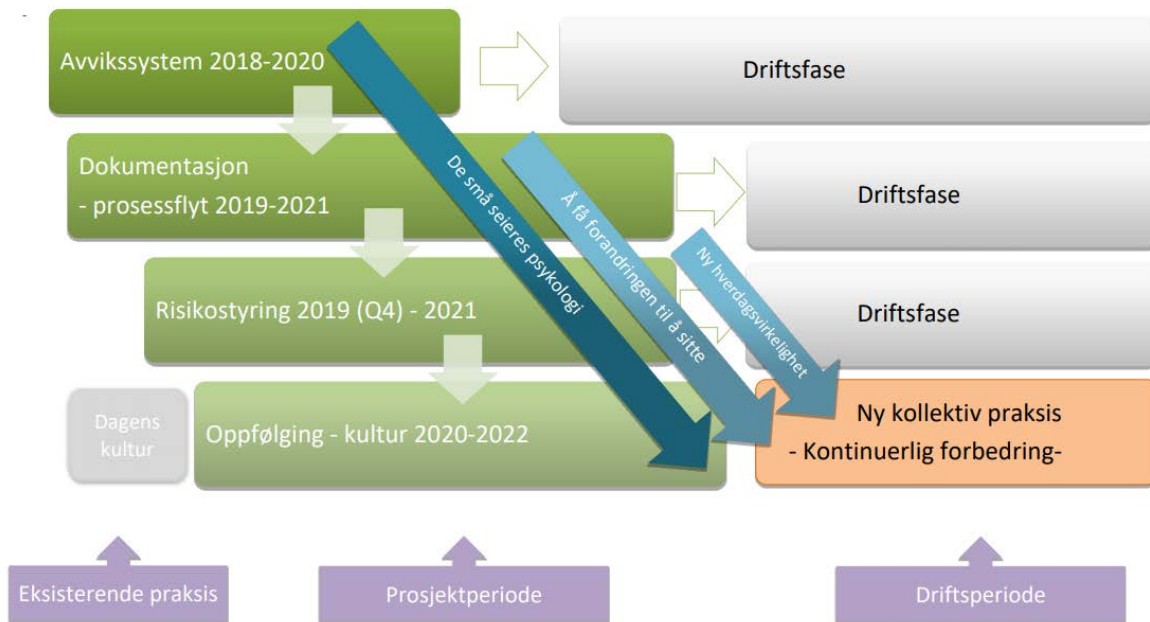 Avvikssystem 2018-2020
Driftsfase
Dokumentasjon
- prosessflyt 2019-2021
Driftsfase
Risikostyring 2019 (Q4) - 2021
Driftsfase
De små seieres psykologi
Å få forandringen til å sitte
Ny hverdagsvirkelighet
Dagens
kultur
Oppfølging - kultur 2020-2022
Ny kollektiv praksis
- Kontinuerlig forbedring-
Eksisterende praksis
Prosjektperiode
Driftsperiode